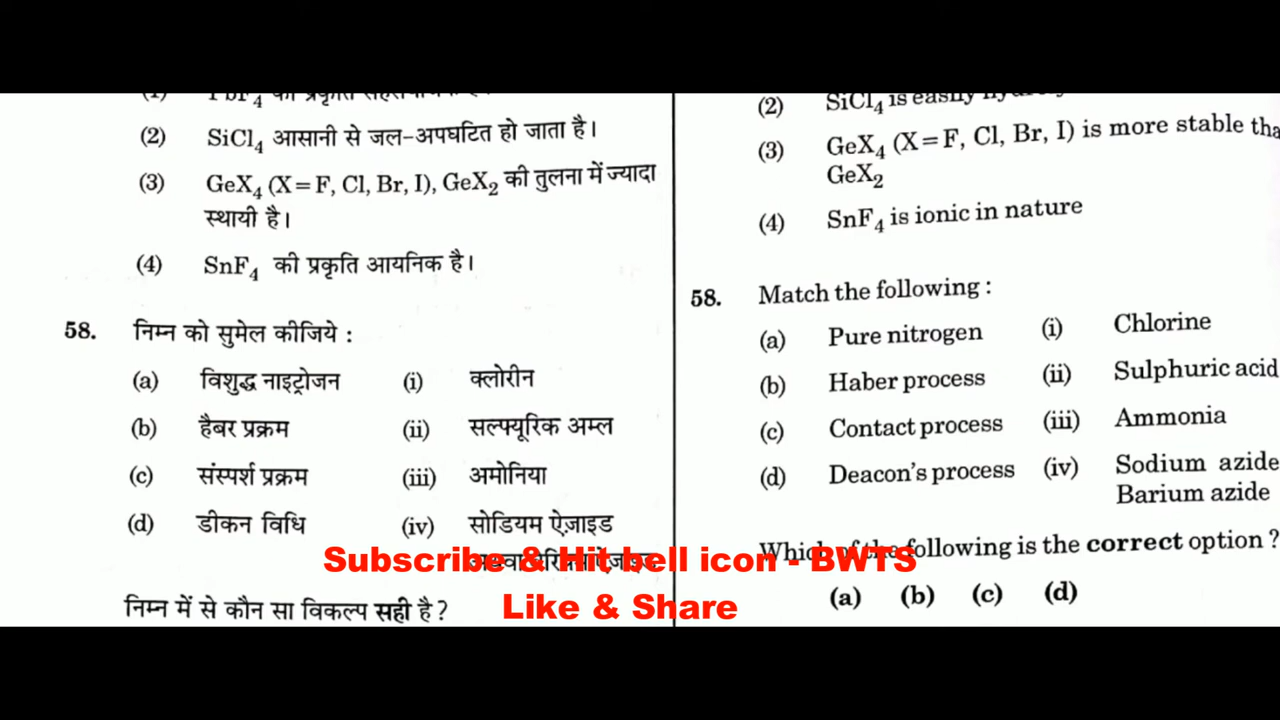 (2) SiCl4 आसानी से जल-अपघटित हो जाता है।
(3) GeX4 (X = F, Cl, Br, I), GeX2 की तुलना में ज्यादा
स्थायी है।
(4) SnF4 की प्रकृति आयनिक है।
58. निम्न को सुमेल कीजिये :
(a) विशुद्ध नाइट्रोजन (i) क्लोरीन
(b) हैबर प्रक्रम (ii) सल्फ्यूरिक अम्ल
(c) संस्पर्श प्रक्रम (iii) अमोनिया
(d) डीकन विधि (iv) सोडियम ऐज़ाइड
निम्न में से कौन सा विकल्प सही है ?
(2) SiCl4 is easily
(3) GeX4 (X = F, Cl, Br, I) is more stable
GeX2
(4) SnF4 is ionic in nature
58. Match the following :
(a) Pure nitrogen (i) Chlorine
(b) Haber process (ii) Sulphuric acid
(c) Contact process (iii) Ammonia
(d) Deacon's process (iv) Sodium azide
Barium azide
Which of the following is the correct option ?
(a) (b) (c) (d)
Subscribe & Hit bell icon - BWTS
Like & Share